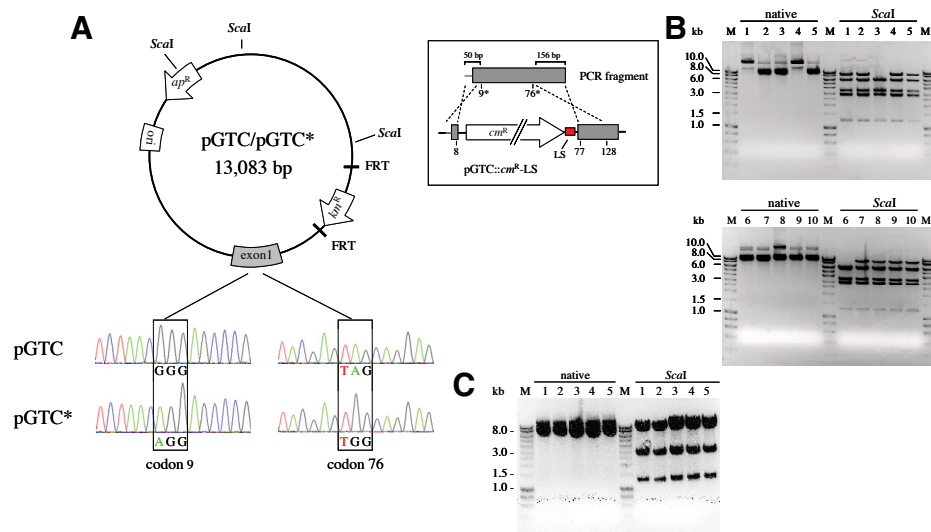 A
ScaI
ScaI
apR
ori
pGTC/pGTC*
13,083 bp
ScaI
FRT
kmR
FRT
exon1
50 bp
156 bp
PCR fragment
9*
76*
cmR
8
LS
77
128
pGTC::cmR-LS
pGTC
GGG
TAG
pGTC*
AGG
TGG
codon 9
codon 76
B
native
ScaI
kb
M 1 2 3 4 5 M 1 2 3 4 5 M
10.0
8.0
6.0
3.0
1.5
1.0
native
ScaI
kb
M 6 7 8 9 10 M 6 7 8 9 10 M
10.0
8.0
6.0
3.0
1.5
1.0
C
native
ScaI
kb
M 1 2 3 4 5 M 1 2 3 4 5
8.0
3.0
1.5
1.0